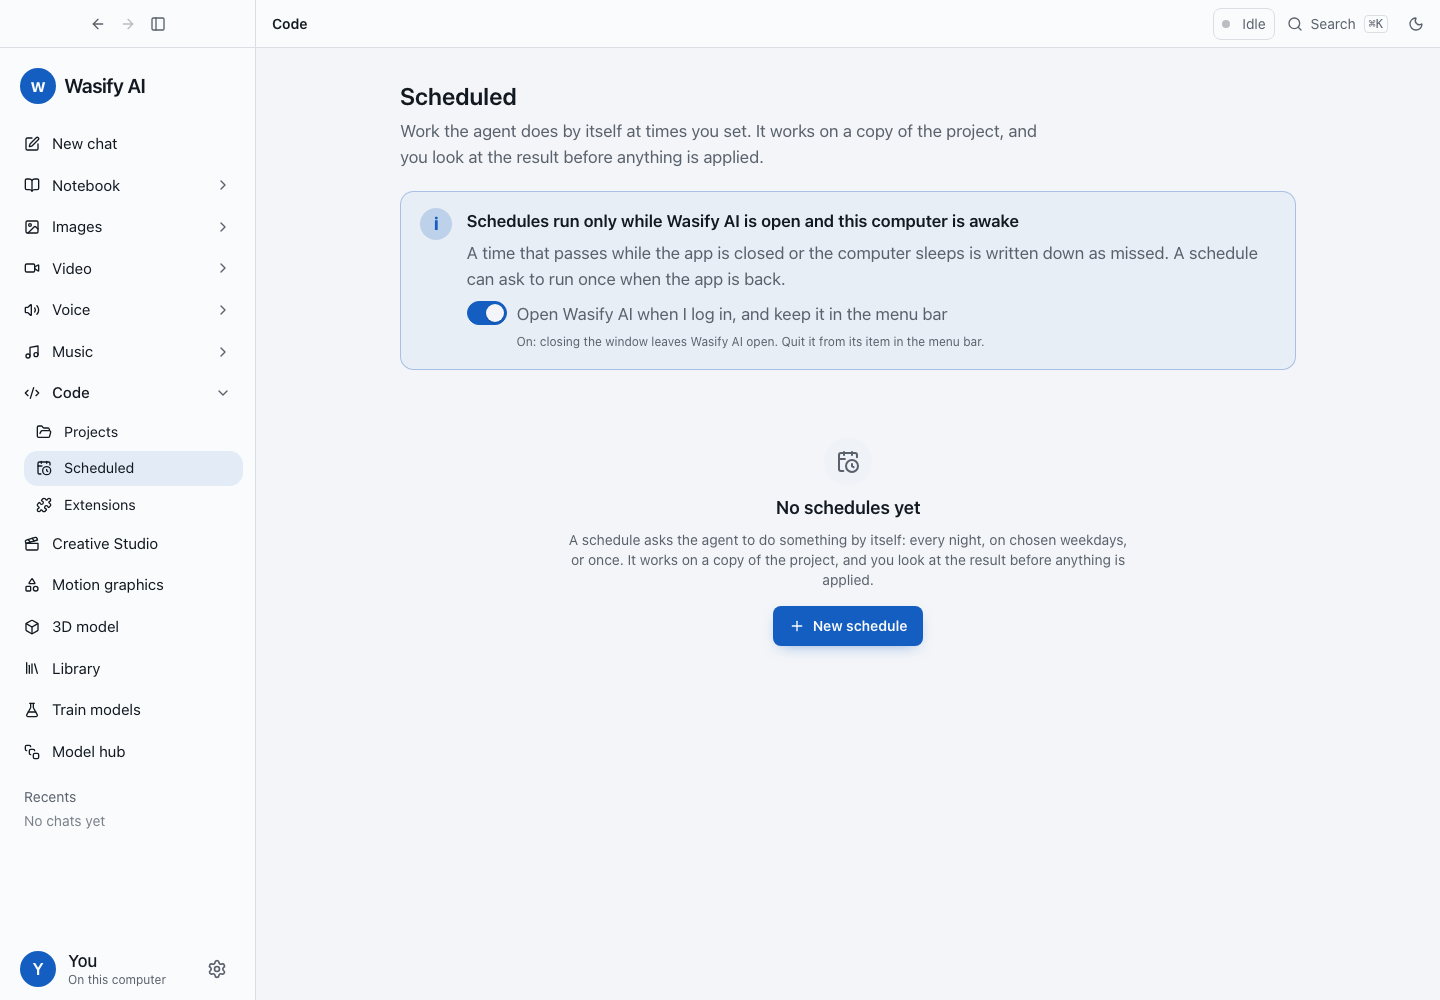 Code
Idle
Search ⌘K
W Wasify AI
New chat
Notebook
Images
Video
Voice
Music
Code
Projects
Scheduled
Extensions
Creative Studio
Motion graphics
3D model
Library
Train models
Model hub
Recents
No chats yet
Y You
On this computer
Scheduled
Work the agent does by itself at times you set. It works on a copy of the project, and
you look at the result before anything is applied.
i Schedules run only while Wasify AI is open and this computer is awake
A time that passes while the app is closed or the computer sleeps is written down as missed. A schedule
can ask to run once when the app is back.
Open Wasify AI when I log in, and keep it in the menu bar
On: closing the window leaves Wasify AI open. Quit it from its item in the menu bar.
No schedules yet
A schedule asks the agent to do something by itself: every night, on chosen weekdays,
or once. It works on a copy of the project, and you look at the result before anything is
applied.
New schedule